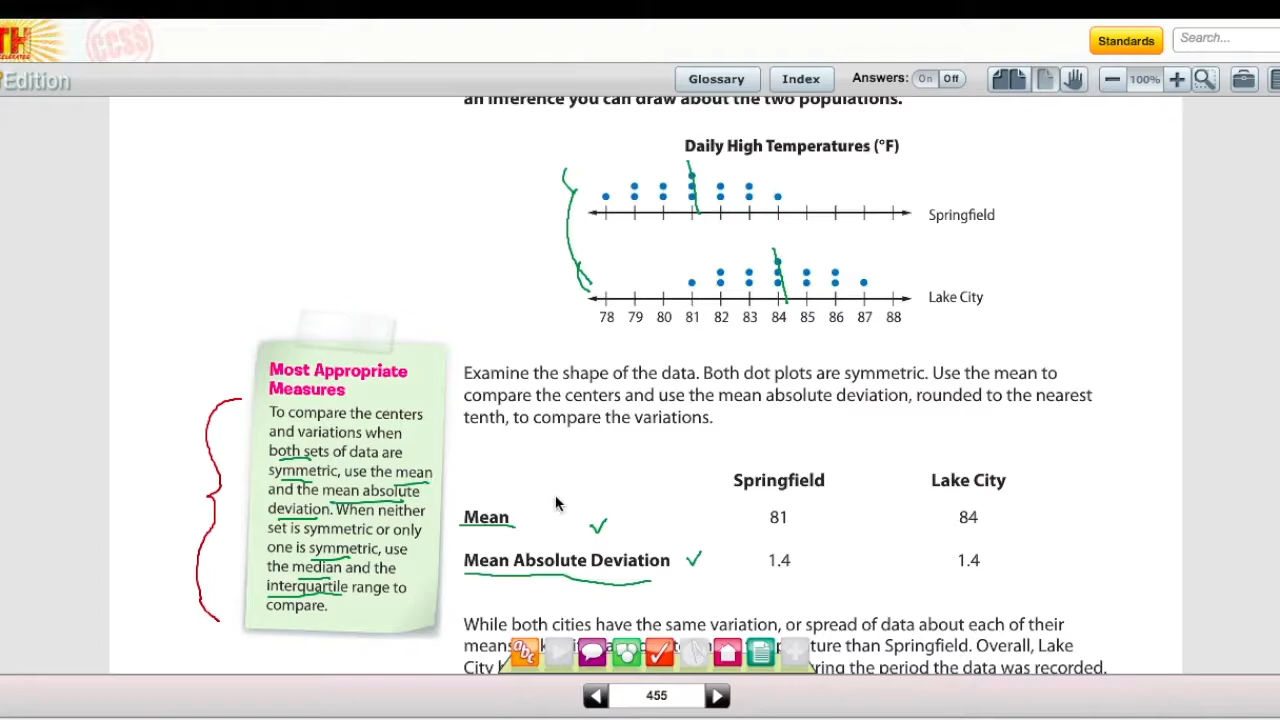 TH
CCSS
Standards
Search...
Edition
Glossary
Index
Answers:
On
Off
100%
an inference you can draw about the two populations.
Daily High Temperatures (°F)
Springfield
Lake City
78 79 80 81 82 83 84 85 86 87 88
Most Appropriate
Measures
To compare the centers
and variations when
both sets of data are
symmetric, use the mean
and the mean absolute
deviation. When neither
set is symmetric or only
one is symmetric, use
the median and the
interquartile range to
compare.
Examine the shape of the data. Both dot plots are symmetric. Use the mean to
compare the centers and use the mean absolute deviation, rounded to the nearest
tenth, to compare the variations.
Springfield Lake City
Mean 81 84
Mean Absolute Deviation 1.4 1.4
While both cities have the same variation, or spread of data about each of their
means, than Springfield. Overall, Lake
City the period the data was recorded.
abc
455